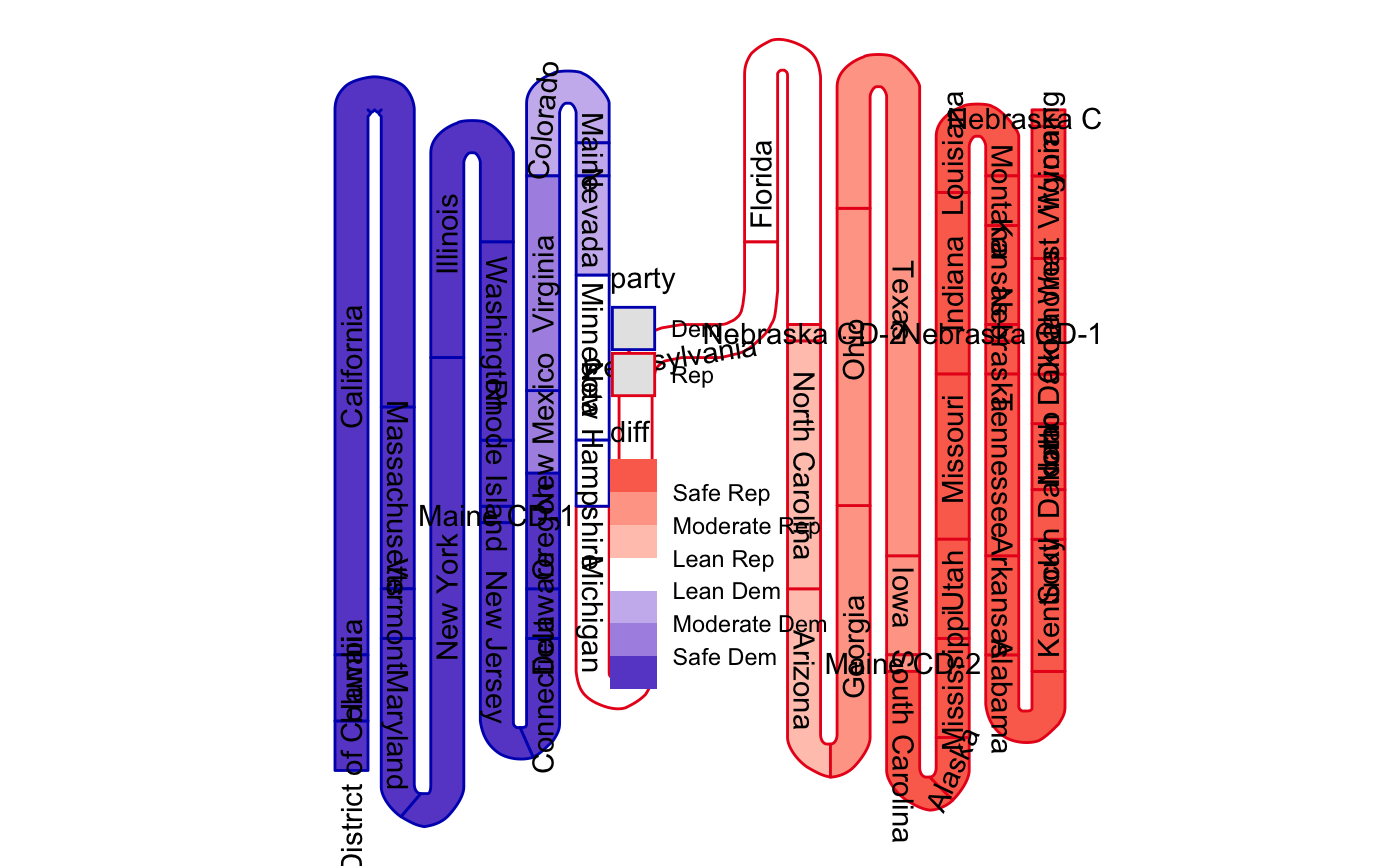 District of Columbia
Hawaii
California
Massachusetts
Vermont
Maryland
New York
Illinois
Washington
Rhode Island
Maine CD-1
New Jersey
Connecticut
Delaware
Oregon
New Mexico
Virginia
Colorado
Maine
Nevada
Minnesota
New Hampshire
Michigan
Pennsylvania
party
Dem
Rep
diff
Safe Rep
Moderate Rep
Lean Rep
Lean Dem
Moderate Dem
Safe Dem
Florida
Nebraska CD-2
North Carolina
Arizona
Georgia
Ohio
Texas
Iowa
Maine CD-2
South Carolina
Alaska
Mississippi
Utah
Missouri
Indiana
Louisiana
Nebraska C
Montana
Kansas
Nebraska
Nebraska CD-1
Tennessee
Arkansas
Alabama
Kentucky
South Dakota
Idaho
North Dakota
Oklahoma
West Virginia
Wyoming